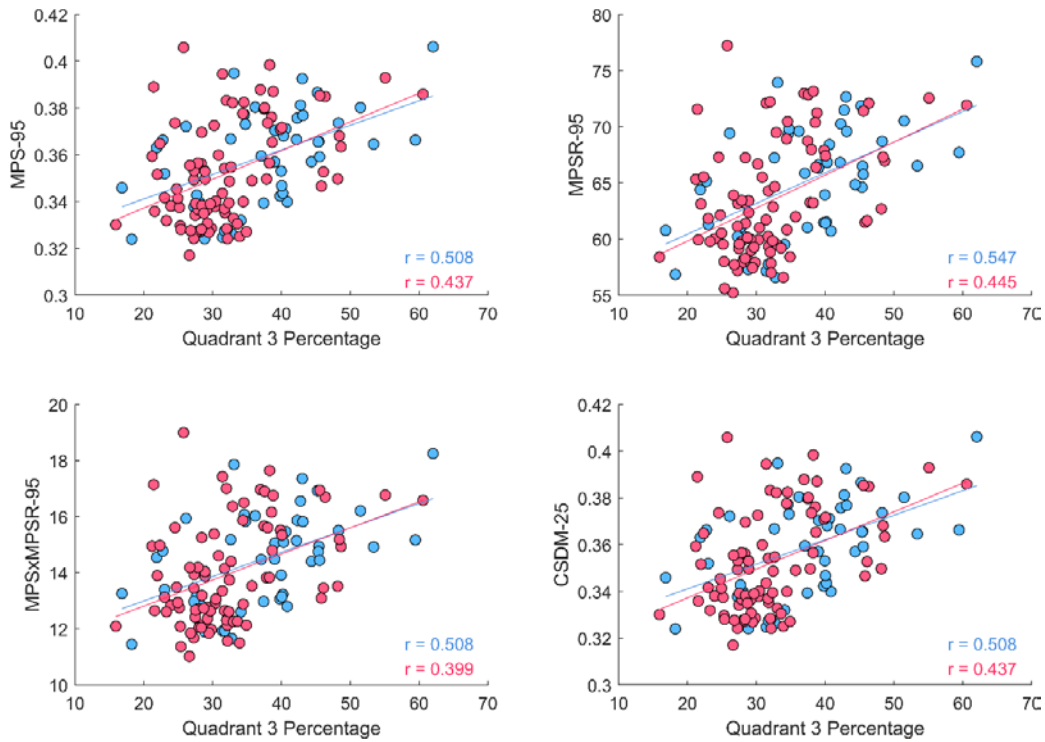 0.42
0.4
0.38
0.36
0.34
0.32
0.3
MPS-95
10 20 30 40 50 60 70
Quadrant 3 Percentage
r = 0.508
r = 0.437
80
75
70
65
60
55
MPSR-95
10 20 30 40 50 60 70
Quadrant 3 Percentage
r = 0.547
r = 0.445
20
18
16
14
12
10
MPSxMPSR-95
10 20 30 40 50 60 70
Quadrant 3 Percentage
r = 0.508
r = 0.399
0.42
0.4
0.38
0.36
0.34
0.32
0.3
CSDM-25
10 20 30 40 50 60 70
Quadrant 3 Percentage
r = 0.508
r = 0.437